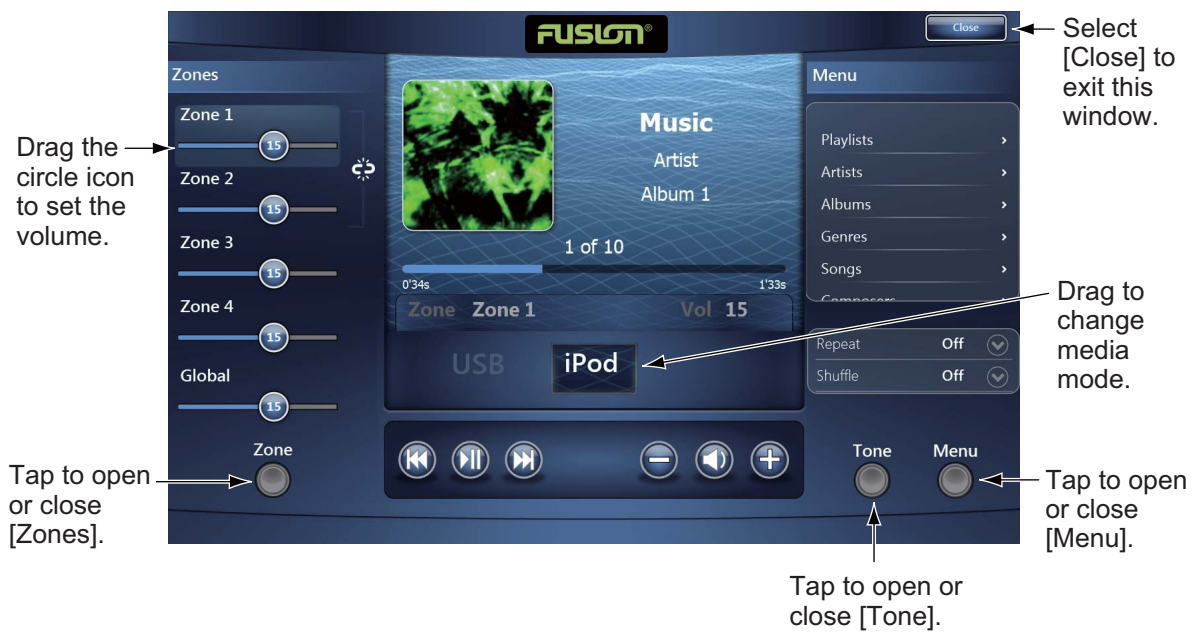 FUSION®
Close
Select
[Close] to
exit this
window.
Zones
Zone 1
15
Zone 2
15
Zone 3
15
Zone 4
15
Global
15
Zone
Drag the
circle icon
to set the
volume.
Tap to open
or close
[Zones].
Music
Artist
Album 1
1 of 10
0'34s 1'33s
Zone Zone 1 Vol 15
USB iPod
Menu
Playlists
Artists
Albums
Genres
Songs
Composers
Repeat Off
Shuffle Off
Tone
Menu
Drag to
change
media
mode.
Tap to open
or close
[Menu].
Tap to open or
close [Tone].